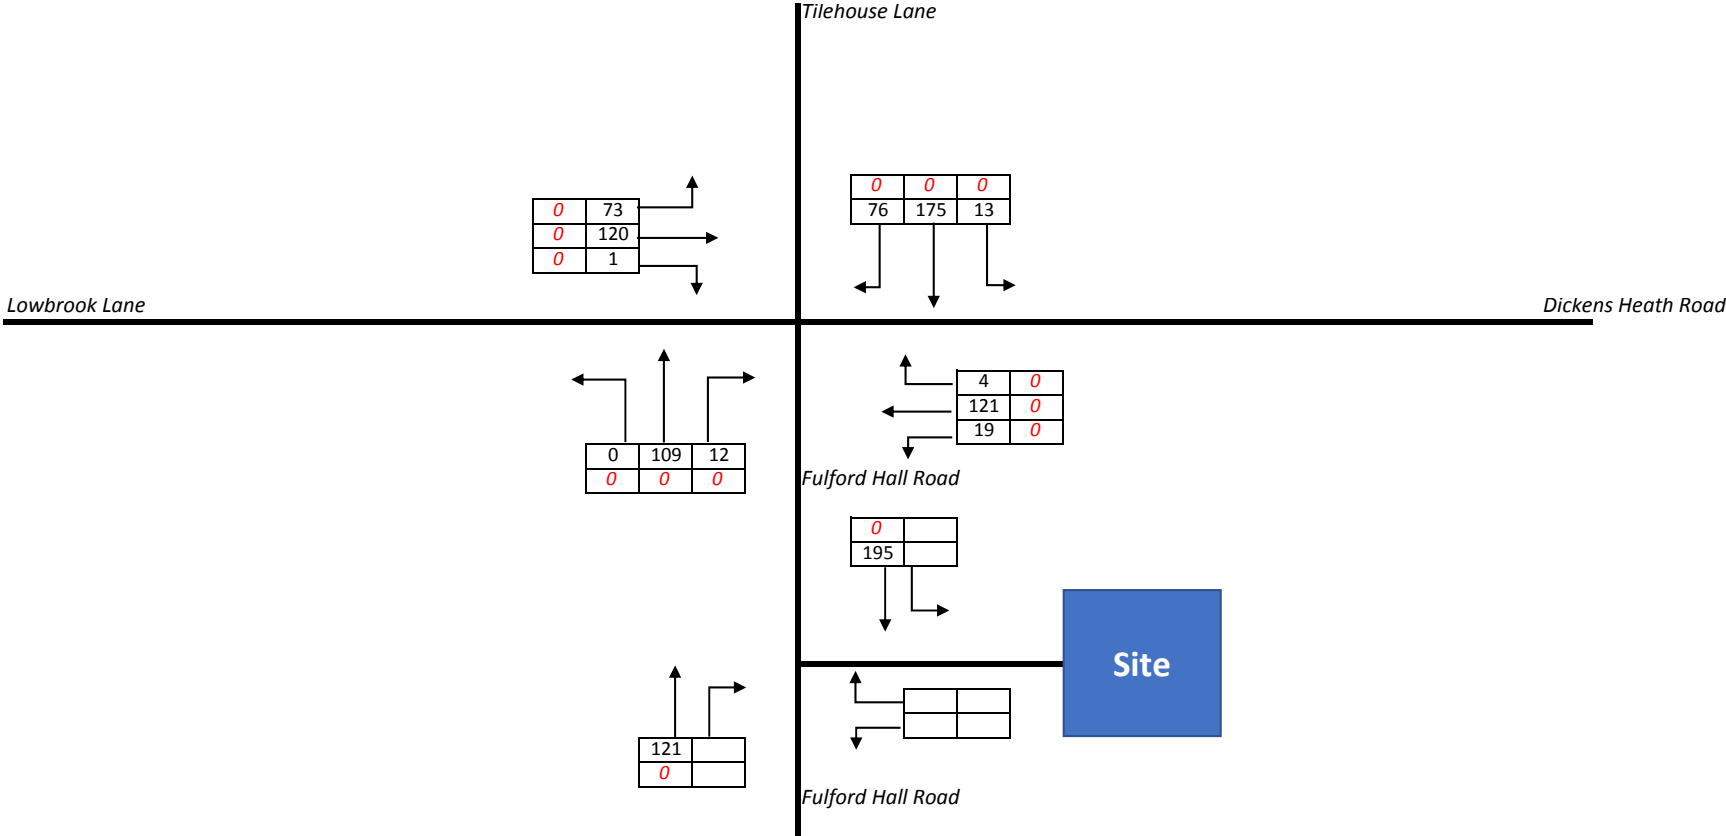 Tilehouse Lane
0 0 0
76 175 13
0 73
0 120
0 1
Lowbrook Lane
Dickens Heath Road
4 0
121 0
19 0
0 109 12
0 0 0
Fulford Hall Road
0
195
Site
121
0
Fulford Hall Road